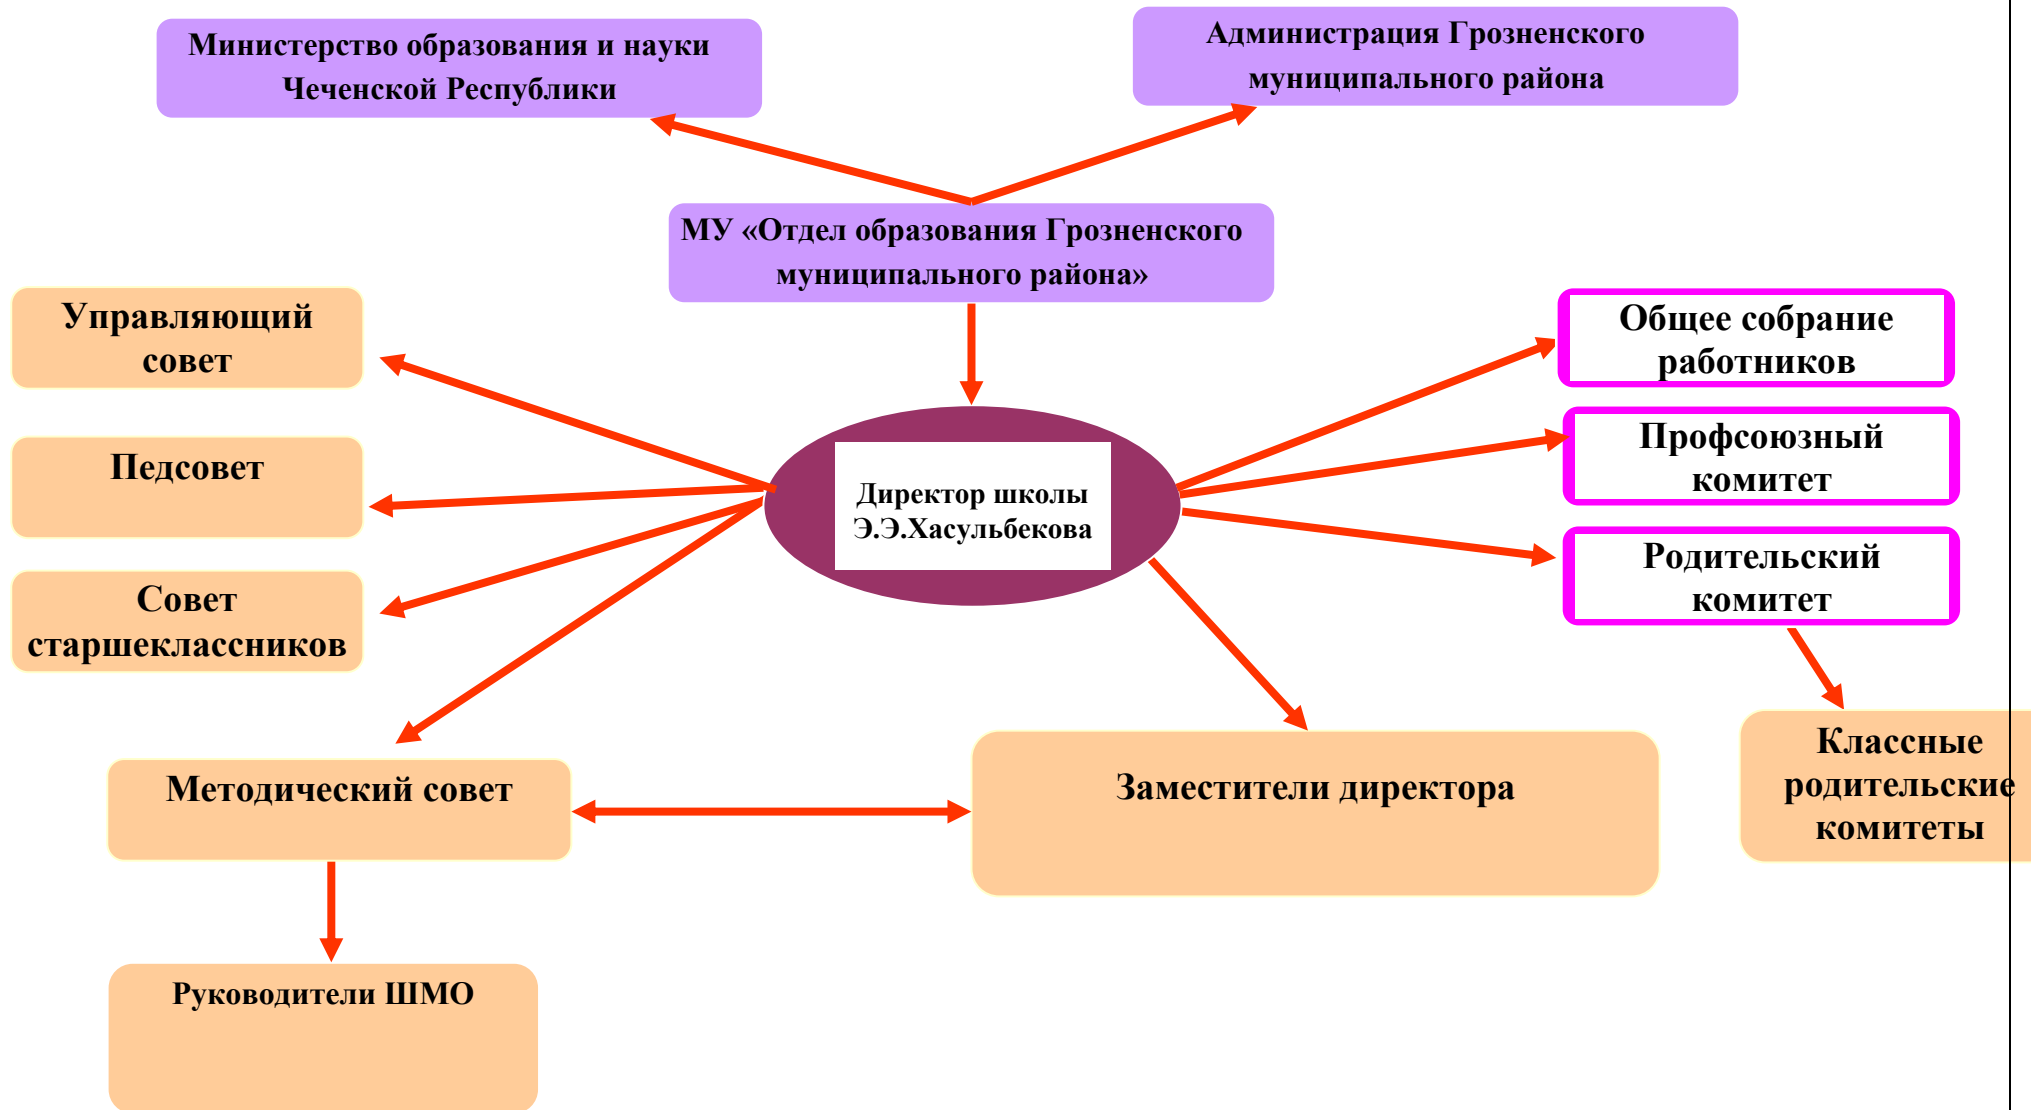 Министерство образования и науки
Чеченской Республики
Администрация Грозненского
муниципального района
МУ «Отдел образования Грозненского
муниципального района»
Управляющий
совет
Общее собрание
работников
Педсовет
Профсоюзный
комитет
Директор школы
Э.Э.Хасульбекова
Совет
старшеклассников
Родительский
комитет
Методический совет
Заместители директора
Классные
родительские
комитеты
Руководители ШМО